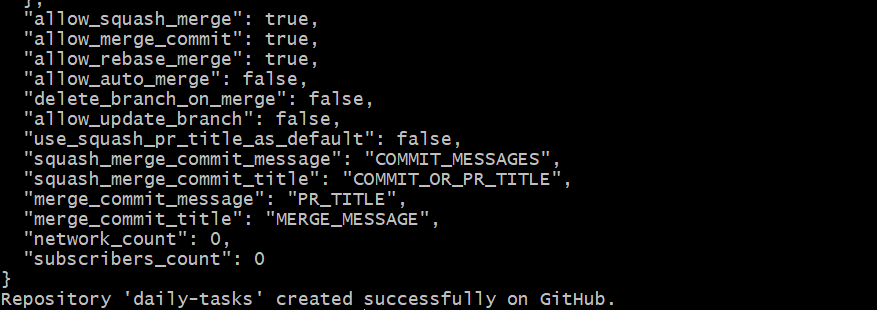 },
"allow_squash_merge": true,
"allow_merge_commit": true,
"allow_rebase_merge": true,
"allow_auto_merge": false,
"delete_branch_on_merge": false,
"allow_update_branch": false,
"use_squash_pr_title_as_default": false,
"squash_merge_commit_message": "COMMIT_MESSAGES",
"squash_merge_commit_title": "COMMIT_OR_PR_TITLE",
"merge_commit_message": "PR_TITLE",
"merge_commit_title": "MERGE_MESSAGE",
"network_count": 0,
"subscribers_count": 0
}
Repository 'daily-tasks' created successfully on GitHub.